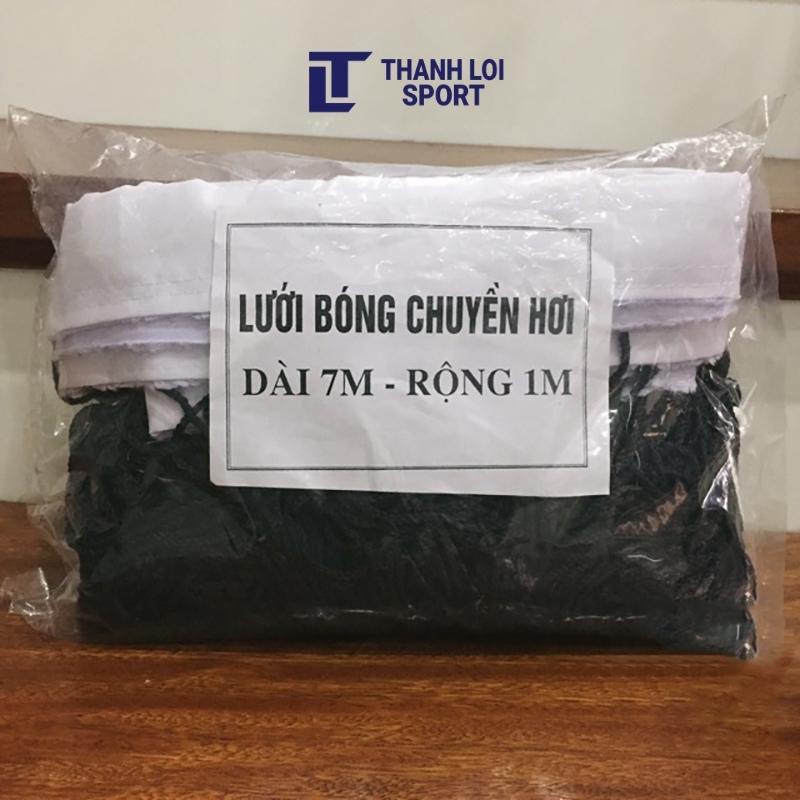 THANH LOI
SPORT
LƯỚI BÓNG CHUYỀN HƠI
DÀI 7M - RỘNG 1M